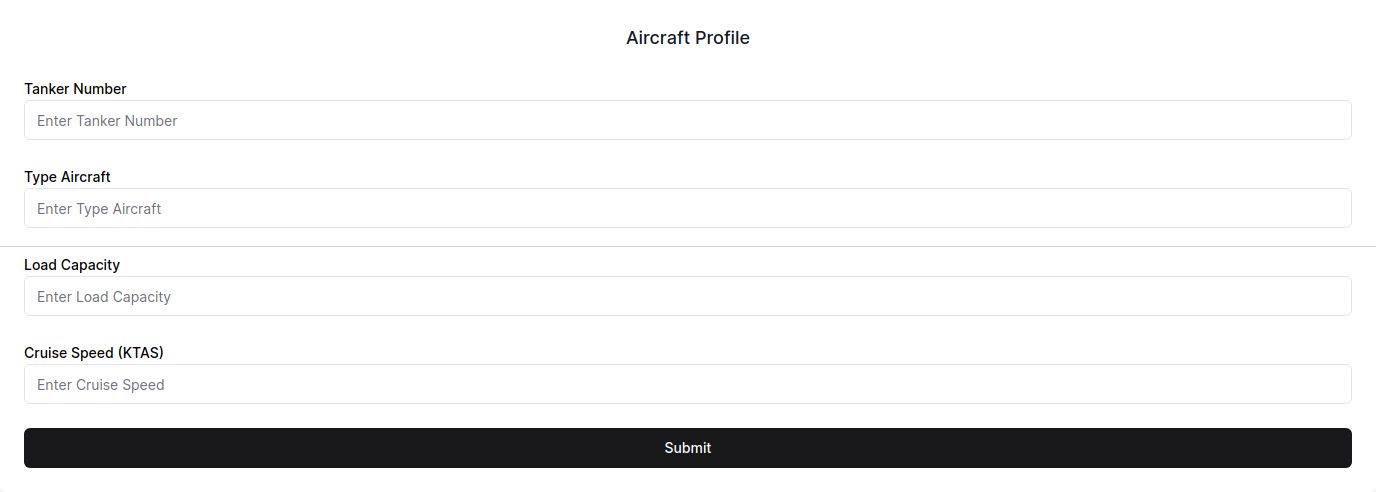 Aircraft Profile
Tanker Number
Enter Tanker Number
Type Aircraft
Enter Type Aircraft
Load Capacity
Enter Load Capacity
Cruise Speed (KTAS)
Enter Cruise Speed
Submit